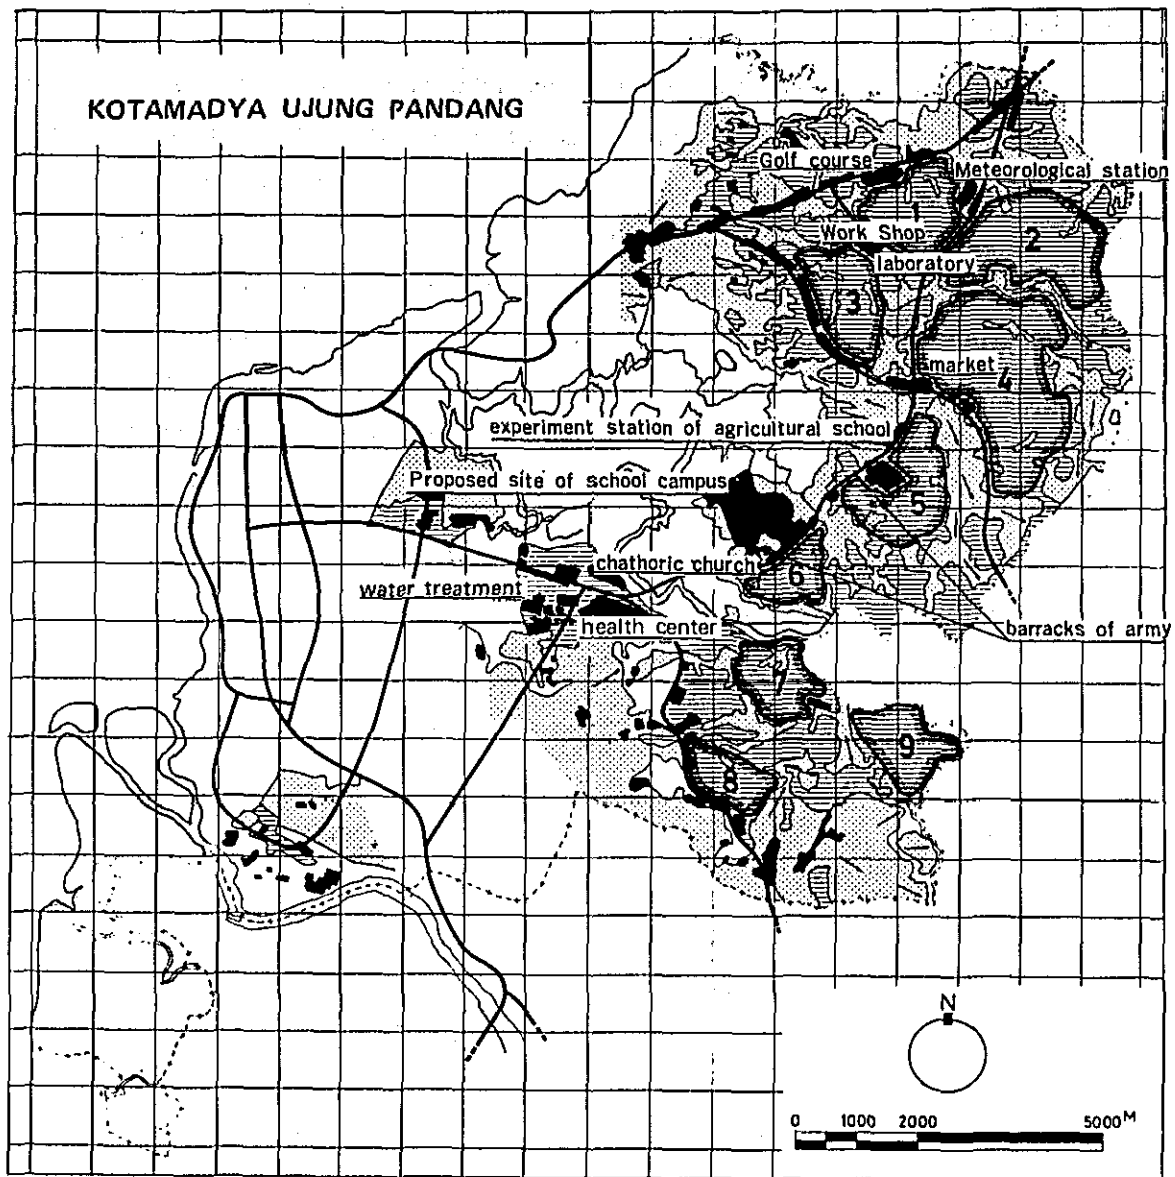 KOTAMADYA UJUNG PANDANG
Golf course
Meteorological station
1
Work Shop
2
laboratory
3
market
4
experiment station of agricultural school
Proposed site of school campus
5
chathoric church
6
water treatment
health center
barracks of army
7
9
8
N
0 1000 2000 5000 M